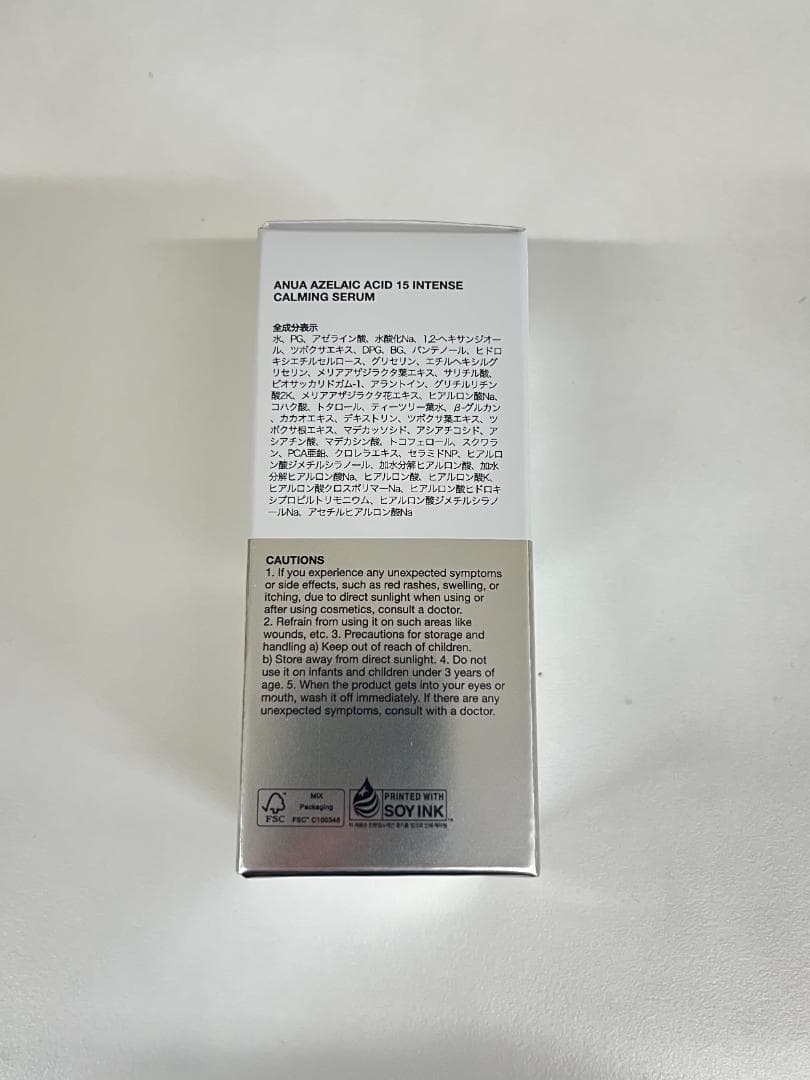 ANUA AZELAIC ACID 15 INTENSE
CALMING SERUM
全成分表示
水、PG、アゼライン酸、水酸化Na、1,2-ヘキサンジオー
ル、ツボクサエキス、DPG、BG、パンテノール、ヒドロ
キシエチルセルロース、グリセリン、エチルヘキシルグ
リセリン、メリアアザジラクタ葉エキス、サリチル酸、
ビオサッカリドガム-1、アラントイン、グリチルリチン
酸2K、メリアアザジラクタ花エキス、ヒアルロン酸Na、
コハク酸、トタロール、ティーツリー葉水、β-グルカン
、カカオエキス、デキストリン、ツボクサ葉エキス、ツ
ボクサ根エキス、マデカッソシド、アシアチコシド、ア
シアチン酸、マデカシン酸、トコフェロール、スクワラ
ン、PCA亜鉛、クロレラエキス、セラミドNP、ヒアルロ
ン酸ジメチルシラノール、加水分解ヒアルロン酸、加水
分解ヒアルロン酸Na、ヒアルロン酸、ヒアルロン酸K、
ヒアルロン酸クロスポリマーNa、ヒアルロン酸ヒドロキ
シプロピルトリモニウム、ヒアルロン酸ジメチルシラノ
ールNa、アセチルヒアルロン酸Na
CAUTIONS
1. If you experience any unexpected symptoms
or side effects, such as red rashes, swelling, or
itching, due to direct sunlight when using or
after using cosmetics, consult a doctor.
2. Refrain from using it on such areas like
wounds, etc. 3. Precautions for storage and
handling a) Keep out of reach of children.
b) Store away from direct sunlight. 4. Do not
use it on infants and children under 3 years of
age. 5. When the product gets into your eyes or
mouth, wash it off immediately. If there are any
unexpected symptoms, consult with a doctor.
MIX
Packaging
FSC FSC™ C100348
PRINTED WITH
SOY INK™